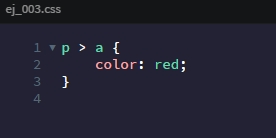 ej_003.css
1 ▼ p > a {
2 color: red;
3 }
4